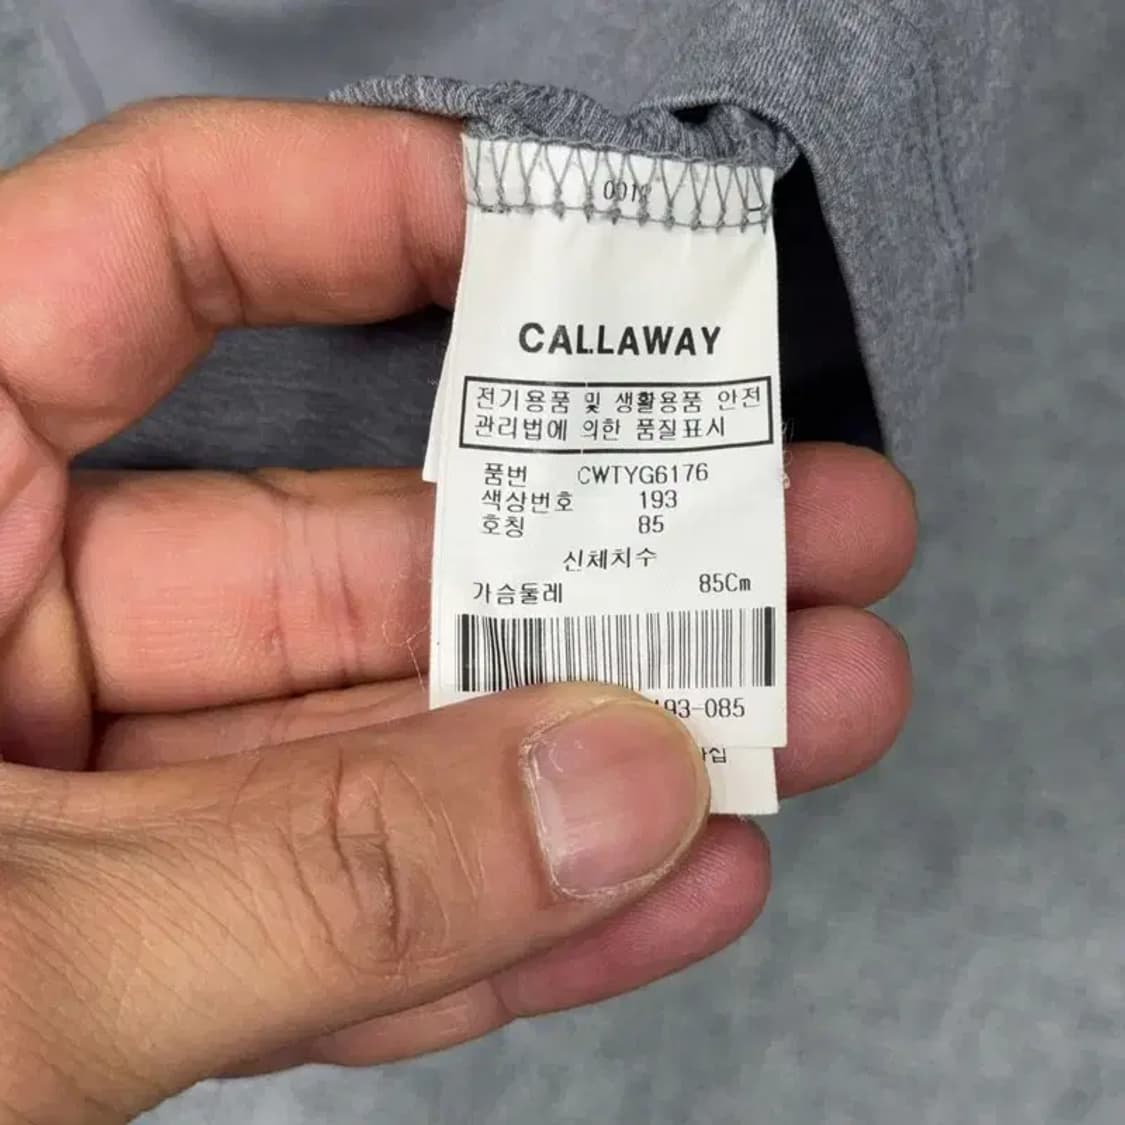 CALLAWAY
전기용품 및 생활용품 안전
관리법에 의한 품질표시
품번 CWTYG6176
색상번호 193
호칭 85
신체치수
가슴둘레 85Cm
193-085